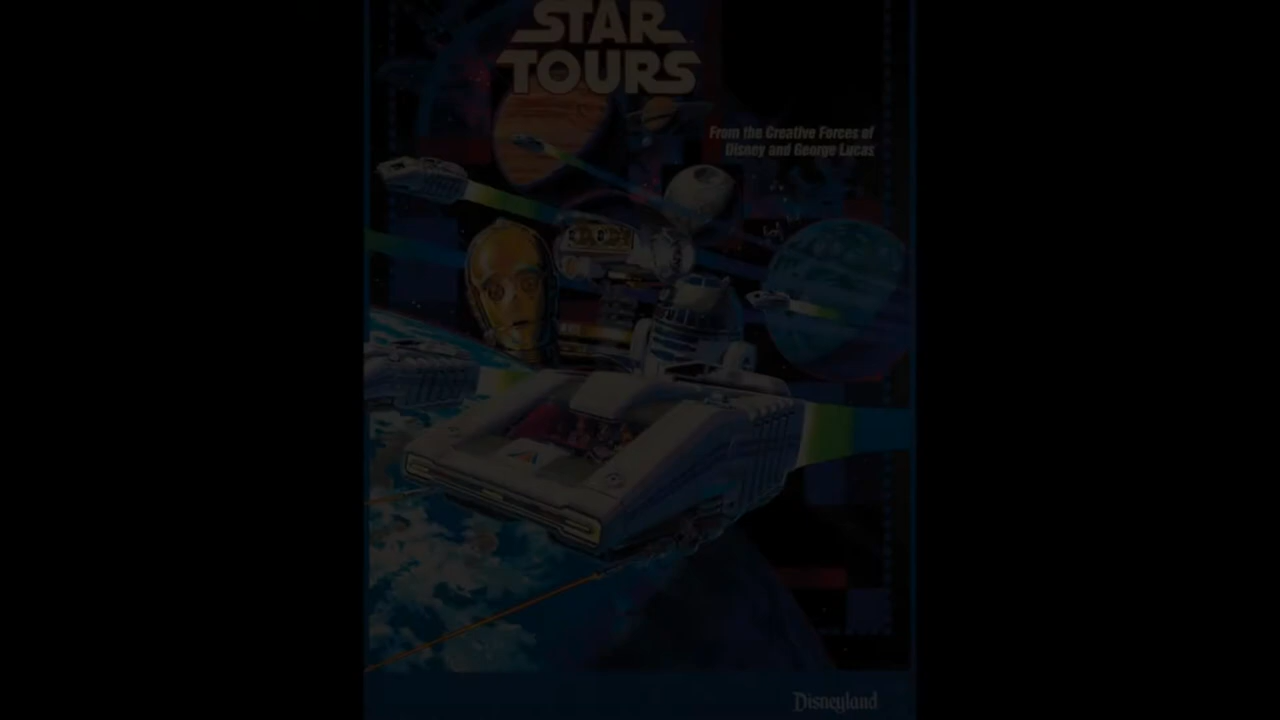 STAR
TOURS
From the Creative Forces of
Disney and George Lucas
Disneyland